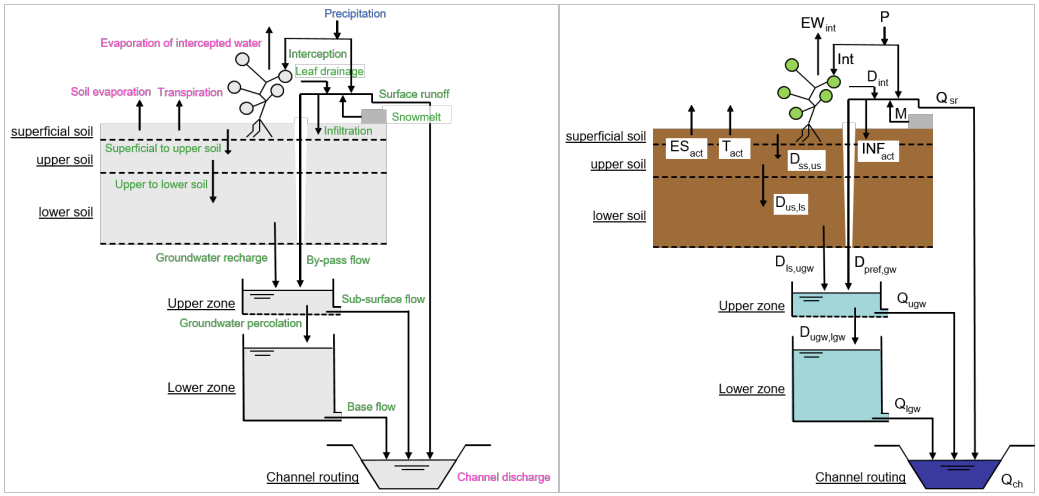 Precipitation
Evaporation of intercepted water
Interception
Leaf drainage
Soil evaporation
Transpiration
Surface runoff
Snowmelt
superficial soil
Infiltration
Superficial to upper soil
upper soil
Upper to lower soil
lower soil
Groundwater recharge
By-pass flow
Upper zone
Sub-surface flow
Groundwater percolation
Lower zone
Base flow
Channel routing
Channel discharge
P
EWint
Int
Dint
Qsr
M
superficial soil
ESact
Tact
INFact
Dss,us
upper soil
Dus,ls
lower soil
Dls,ugw
Dpref,gw
Upper zone
Qugw
Dugw,lgw
Lower zone
Qlgw
Channel routing
Qch